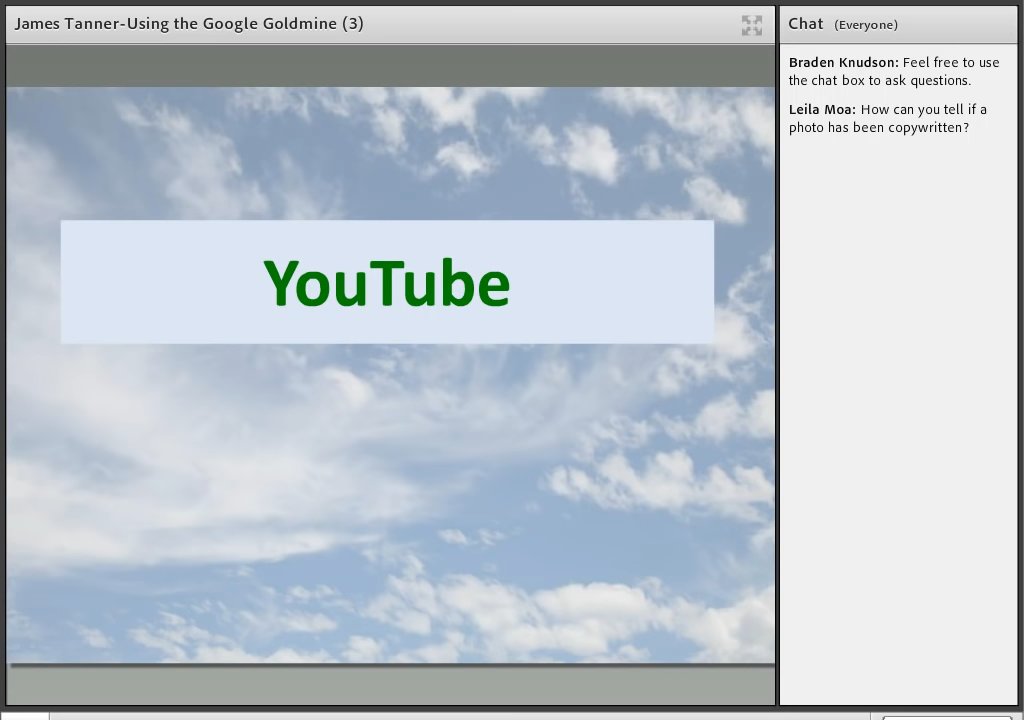 James Tanner-Using the Google Goldmine (3)
YouTube
Chat (Everyone)
Braden Knudson: Feel free to use
the chat box to ask questions.
Leila Moa: How can you tell if a
photo has been copywritten?